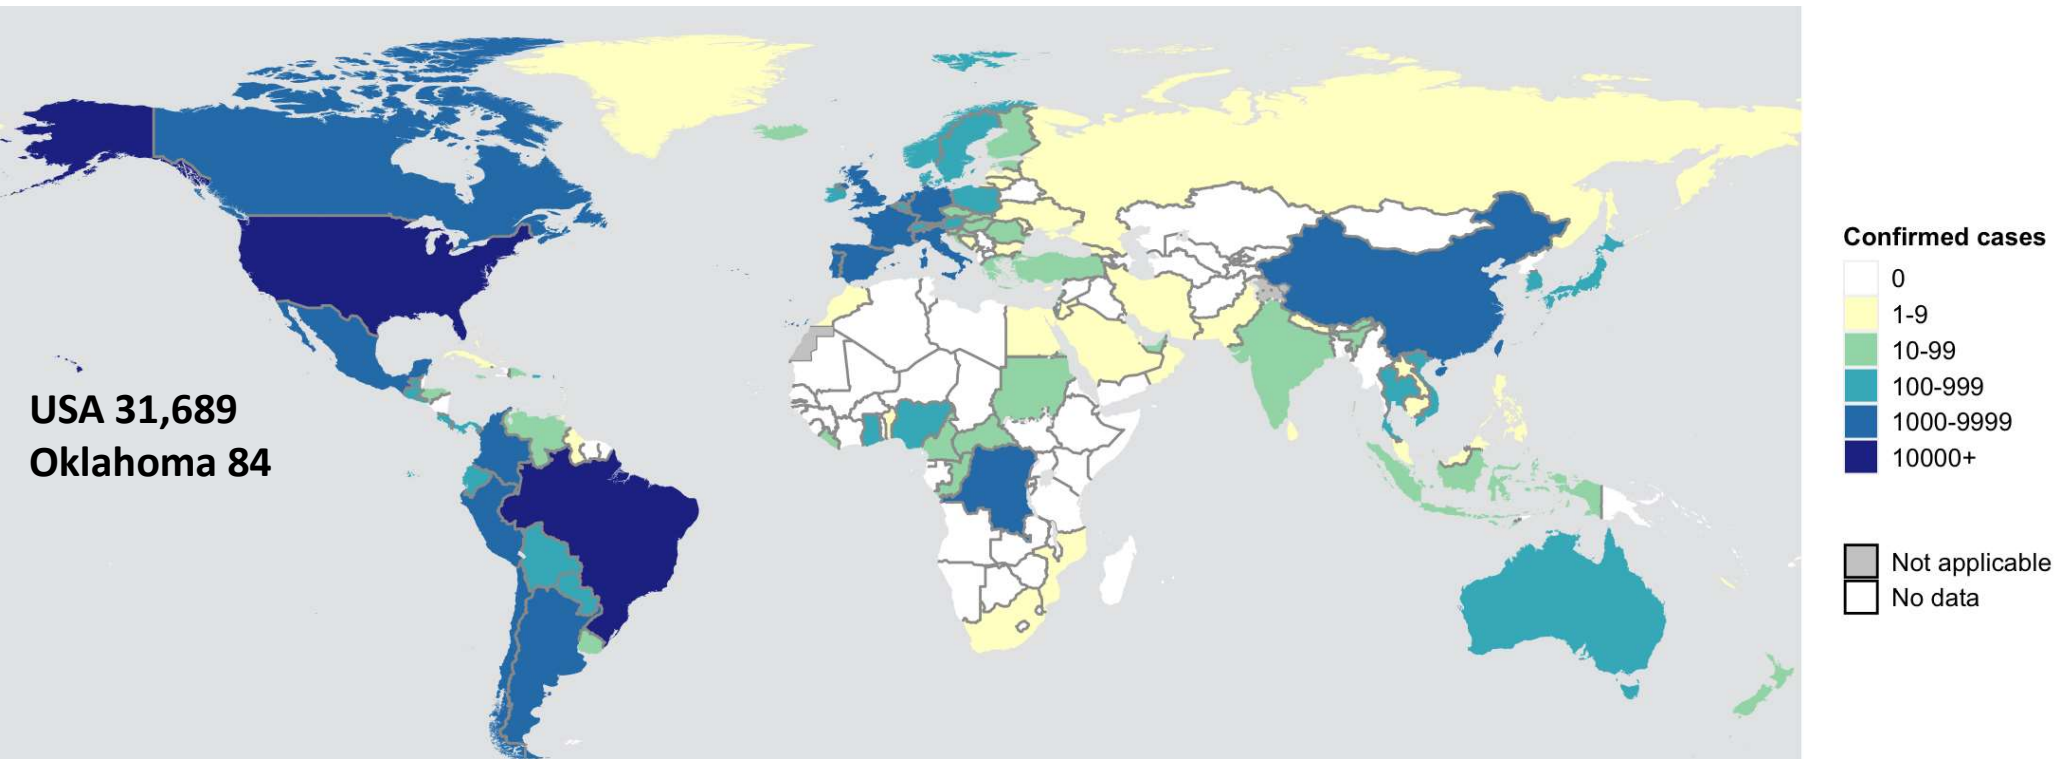 USA 31,689
Oklahoma 84
Confirmed cases
0
1-9
10-99
100-999
1000-9999
10000+
Not applicable
No data